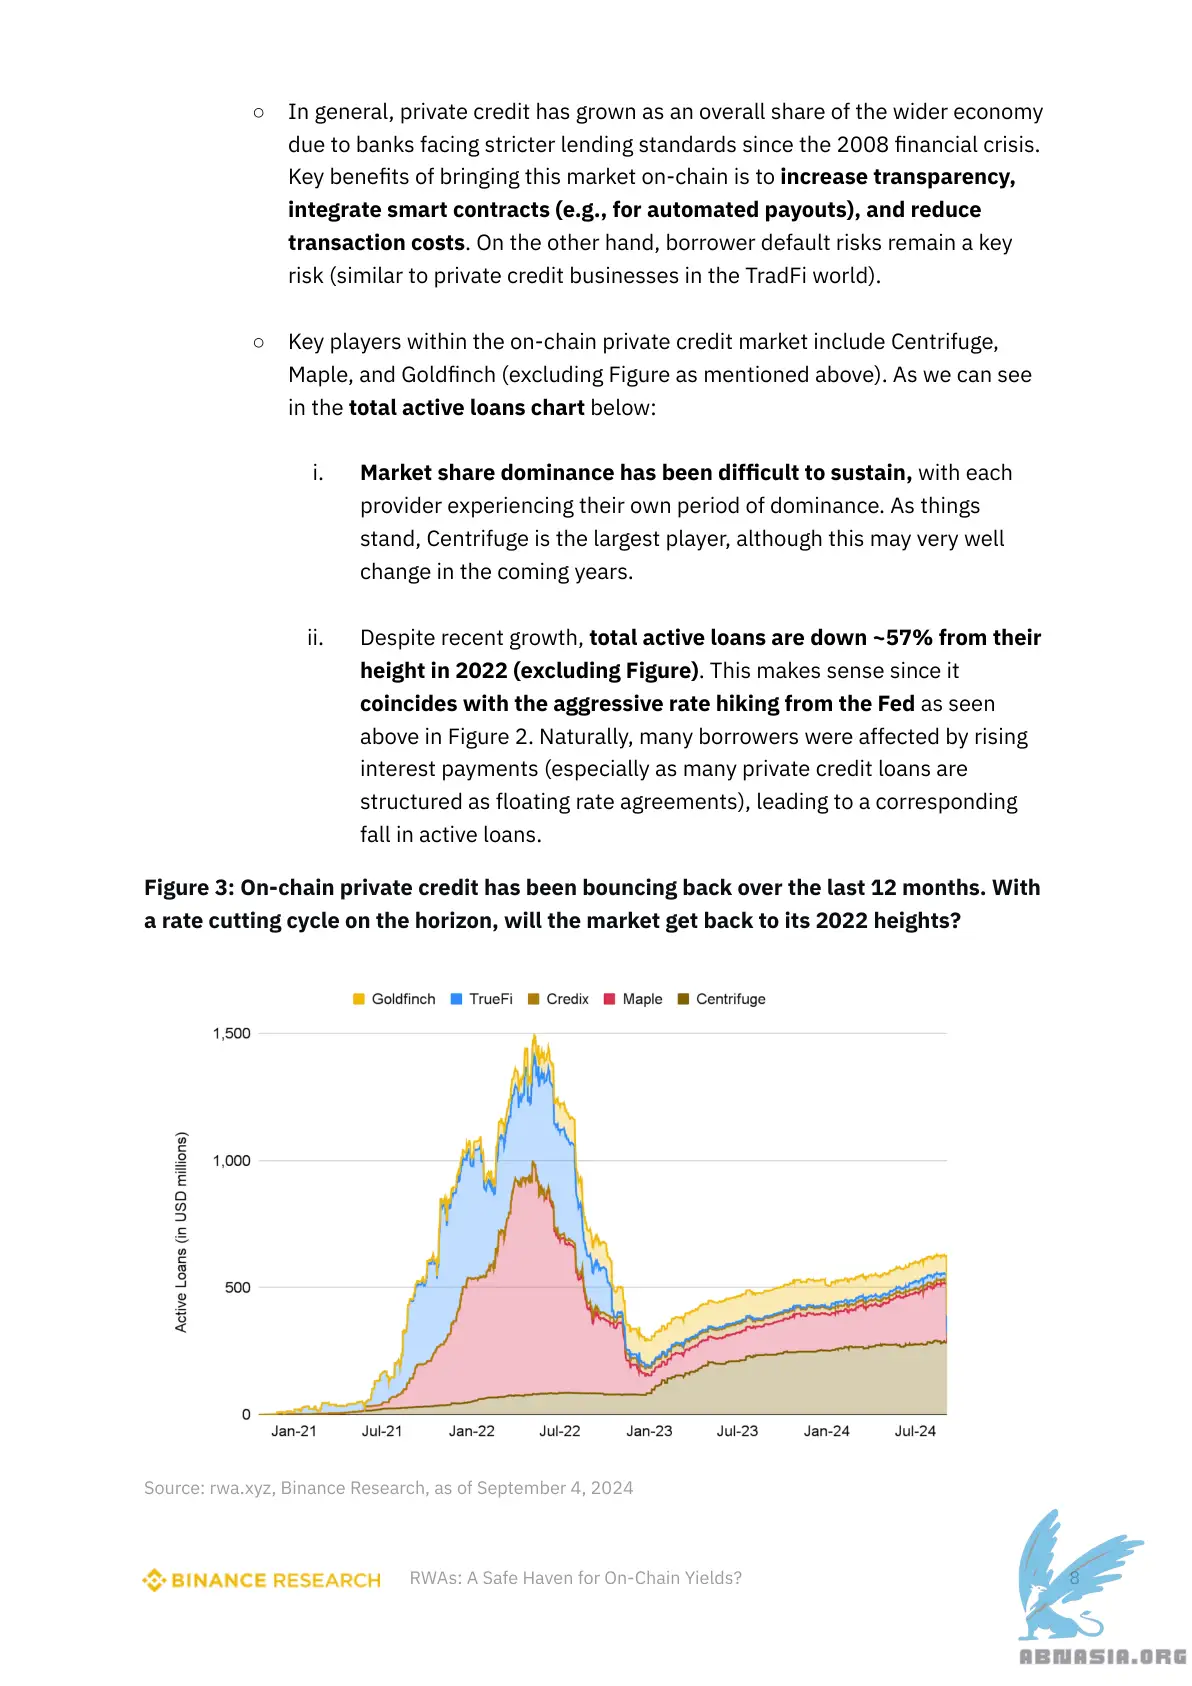 ○ In general, private credit has grown as an overall share of the wider economy
due to banks facing stricter lending standards since the 2008 financial crisis.
Key benefits of bringing this market on-chain is to increase transparency,
integrate smart contracts (e.g., for automated payouts), and reduce
transaction costs. On the other hand, borrower default risks remain a key
risk (similar to private credit businesses in the TradFi world).
○ Key players within the on-chain private credit market include Centrifuge,
Maple, and Goldfinch (excluding Figure as mentioned above). As we can see
in the total active loans chart below:
i. Market share dominance has been difficult to sustain, with each
provider experiencing their own period of dominance. As things
stand, Centrifuge is the largest player, although this may very well
change in the coming years.
ii. Despite recent growth, total active loans are down ~57% from their
height in 2022 (excluding Figure). This makes sense since it
coincides with the aggressive rate hiking from the Fed as seen
above in Figure 2. Naturally, many borrowers were affected by rising
interest payments (especially as many private credit loans are
structured as floating rate agreements), leading to a corresponding
fall in active loans.
Figure 3: On-chain private credit has been bouncing back over the last 12 months. With
a rate cutting cycle on the horizon, will the market get back to its 2022 heights?
Goldfinch TrueFi Credix Maple Centrifuge
Active Loans (in USD millions)
1,500
1,000
500
0
Jan-21 Jul-21 Jan-22 Jul-22 Jan-23 Jul-23 Jan-24 Jul-24
Source: rwa.xyz, Binance Research, as of September 4, 2024
BINANCE RESEARCH RWAs: A Safe Haven for On-Chain Yields? 8
ABNASIA.ORG